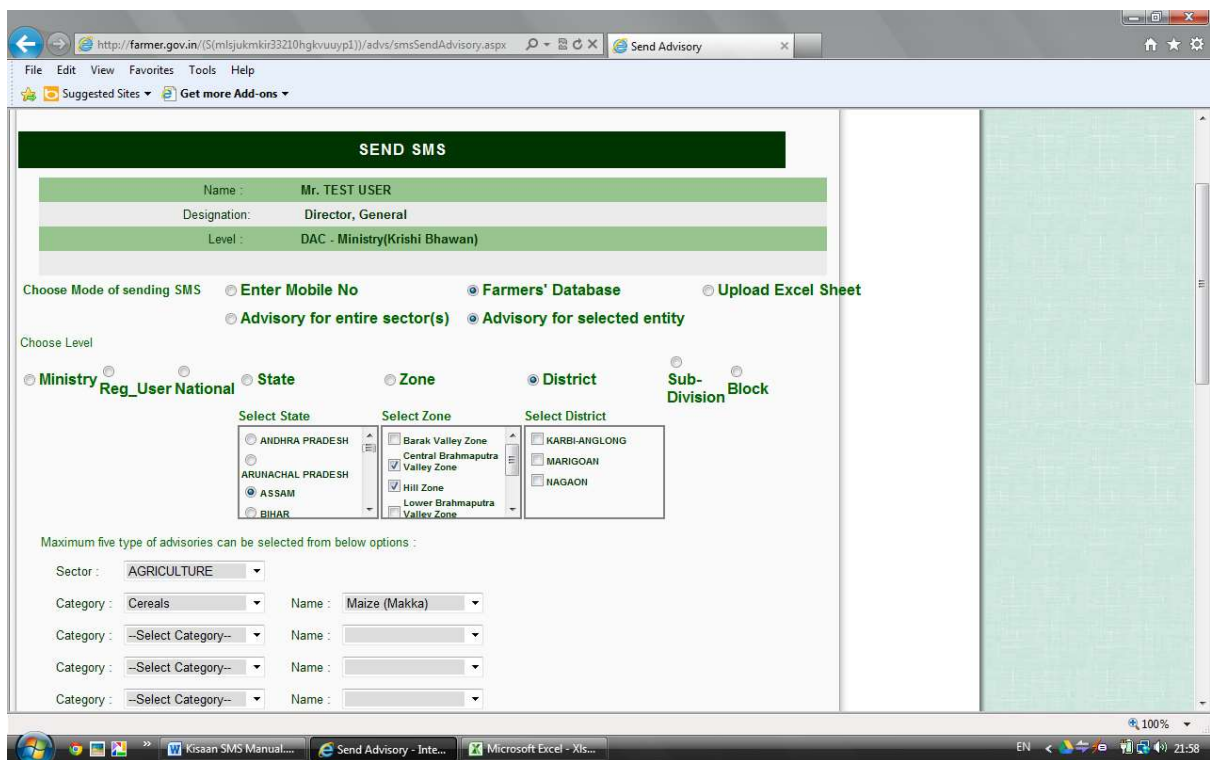 http://farmer.gov.in/(S(mlsjukmkir33210hgkvuuyp1))/advs/smsSendAdvisory.aspx
Send Advisory
File Edit View Favorites Tools Help
Suggested Sites Get more Add-ons
SEND SMS
Name : Mr. TEST USER
Designation: Director, General
Level : DAC - Ministry(Krishi Bhawan)
Choose Mode of sending SMS Enter Mobile No Farmers' Database Upload Excel Sheet
Advisory for entire sector(s) Advisory for selected entity
Choose Level
Ministry Reg_User National State Zone District Sub-Division Block
Select State Select Zone Select District
ANDHRA PRADESH
ARUNACHAL PRADESH
ASSAM
BIHAR
Barak Valley Zone
Central Brahmaputra
Valley Zone
Hill Zone
Lower Brahmaputra
Valley Zone
KARBI-ANGLONG
MARIGOAN
NAGAON
Maximum five type of advisories can be selected from below options :
Sector : AGRICULTURE
Category : Cereals Name : Maize (Makka)
Category : --Select Category-- Name :
Category : --Select Category-- Name :
Category : --Select Category-- Name :
100%
Kisaan SMS Manual.... Send Advisory - Inte... Microsoft Excel - Xls... EN 21:58